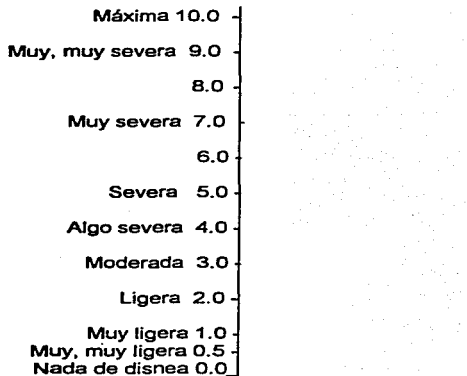 Máxima 10.0
Muy, muy severa 9.0
8.0
Muy severa 7.0
6.0
Severa 5.0
Algo severa 4.0
Moderada 3.0
Ligera 2.0
Muy ligera 1.0
Muy, muy ligera 0.5
Nada de disnea 0.0